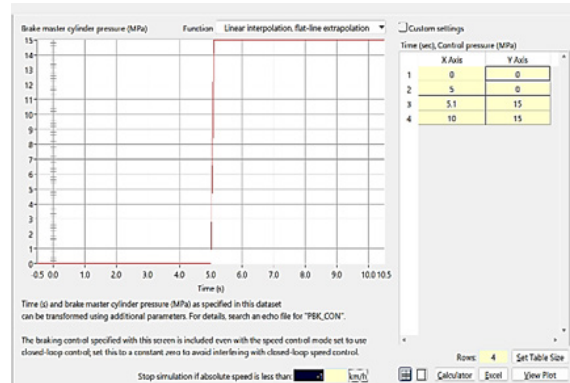 Brake master cylinder pressure (MPa) Function Linear interpolation, flat-line extrapolation Custom settings
Time (sec), Control pressure (MPa)
X Axis Y Axis
1 0 0
2 5 0
3 5.1 15
4 10 15
15
14
13
12
11
10
9
8
7
6
5
4
3
2
1
0
-0.5 0.0 1.0 2.0 3.0 4.0 5.0 6.0 7.0 8.0 9.0 10.0 10.5
Time (s)
Time (s) and brake master cylinder pressure (MPa) as specified in this dataset
can be transformed using additional parameters. For details, search an echo file for "PBK_CON".
The braking control specified with this screen is included even with the speed control mode set to use
closed-loop control; set this to a constant zero to avoid interfering with closed-loop speed control.
Rows: 4 Set Table Size
Stop simulation if absolute speed is less than: -1 km/h Calculator Excel View Plot